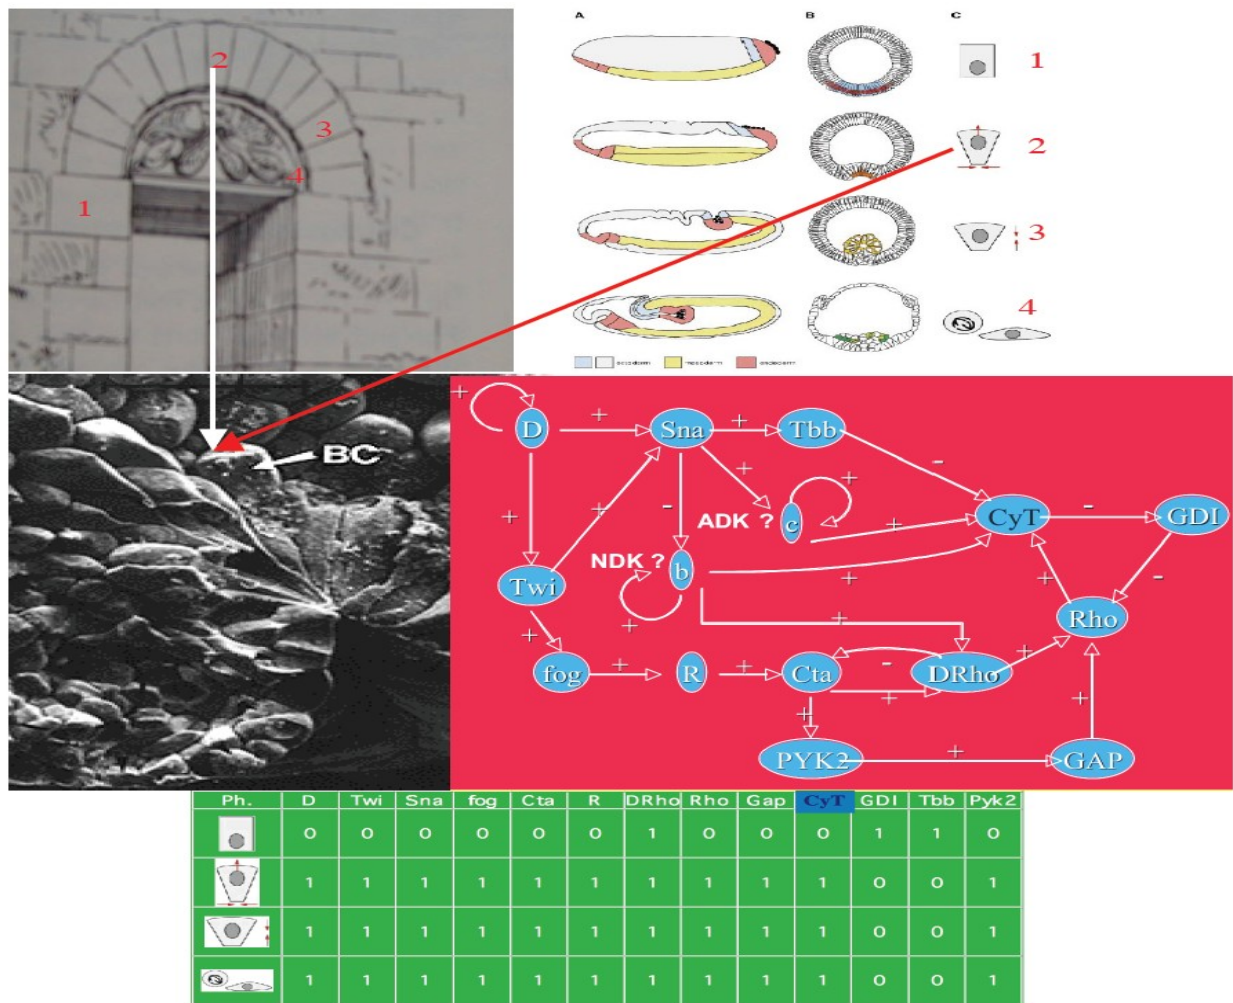 2
3
4
1
A B C
1
2
3
4
ectoderm mesoderm endoderm
BC
+ D + Sna + Tbb -
+ + - + +
ADK ? c + CyT - GDI
NDK ? b + + -
Twi + + Rho
+ +
fog + R + Cta - DRho
+ + +
PYK2 + GAP
Ph. D Twi Sna fog Cta R DRho Rho Gap CyT GDI Tbb Pyk2
0 0 0 0 0 0 1 0 0 0 1 1 0
1 1 1 1 1 1 1 1 1 1 0 0 1
1 1 1 1 1 1 1 1 1 1 0 0 1
1 1 1 1 1 1 1 1 1 1 0 0 1